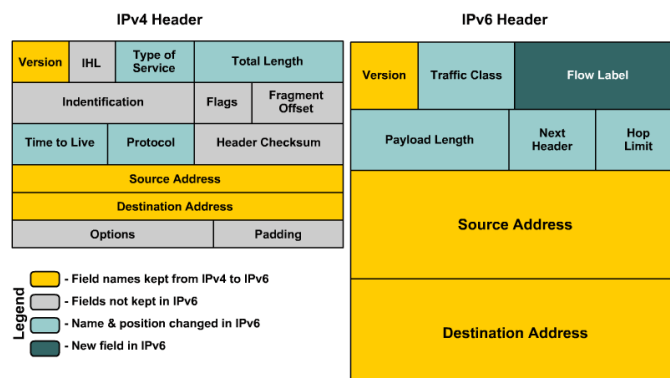 IPv4 Header
Version IHL Type of Service Total Length
Indentification Flags Fragment Offset
Time to Live Protocol Header Checksum
Source Address
Destination Address
Options Padding
Legend
- Field names kept from IPv4 to IPv6
- Fields not kept in IPv6
- Name & position changed in IPv6
- New field in IPv6
IPv6 Header
Version Traffic Class Flow Label
Payload Length Next Header Hop Limit
Source Address
Destination Address